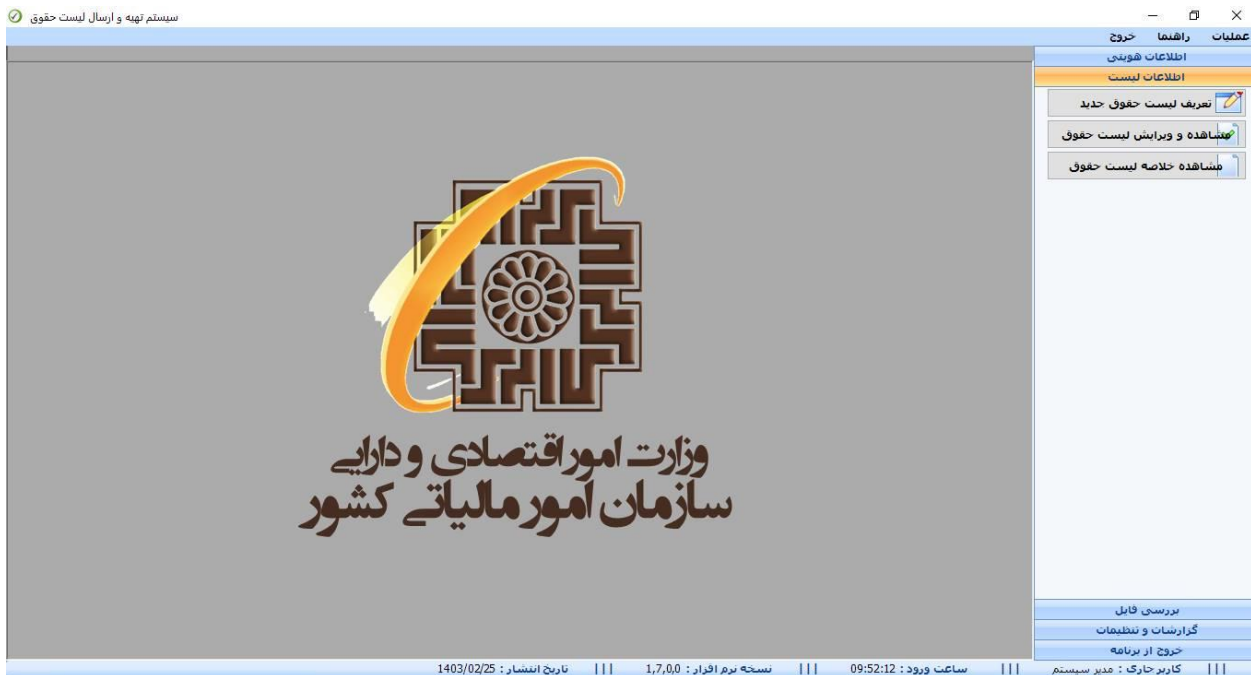 سیستم تهیه و ارسال لیست حقوق
عملیات راهنما خروج
اطلاعات هویتی
اطلاعات لیست
تعریف لیست حقوق جدید
مشاهده و ویرایش لیست حقوق
مشاهده خلاصه لیست حقوق
وزارت امور اقتصادی و دارایی
سازمان امور مالیاتی کشور
بررسی فایل
گزارشات و تنظیمات
خروج از برنامه
||| کاربر جاری : مدیر سیستم ||| ساعت ورود : 09:52:12 ||| نسخه نرم افزار : 1,7,0,0 ||| تاریخ انتشار : 1403/02/25